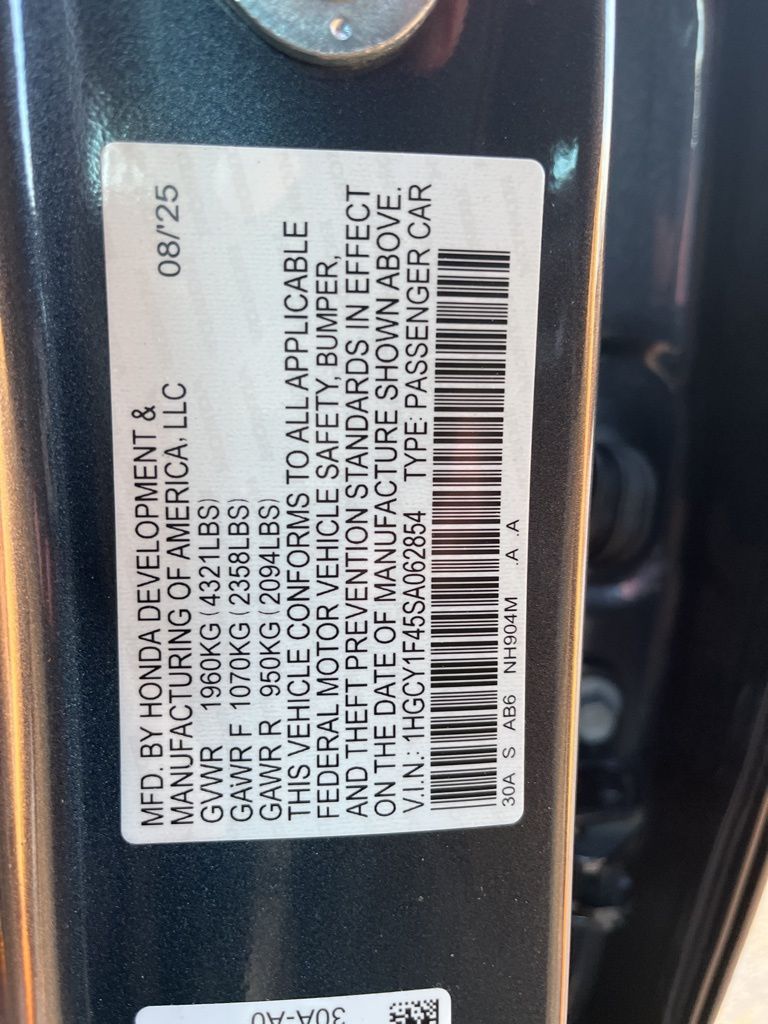 MFD. BY HONDA DEVELOPMENT & 08/'25
MANUFACTURING OF AMERICA, LLC
GVWR 1960KG (4321LBS)
GAWR F 1070KG (2358LBS)
GAWR R 950KG (2094LBS)
THIS VEHICLE CONFORMS TO ALL APPLICABLE
FEDERAL MOTOR VEHICLE SAFETY, BUMPER,
AND THEFT PREVENTION STANDARDS IN EFFECT
ON THE DATE OF MANUFACTURE SHOWN ABOVE.
V.I.N.: 1HGCY1F45SA062854 TYPE: PASSENGER CAR
30A S AB6 NH904M .A .A
30A-A0